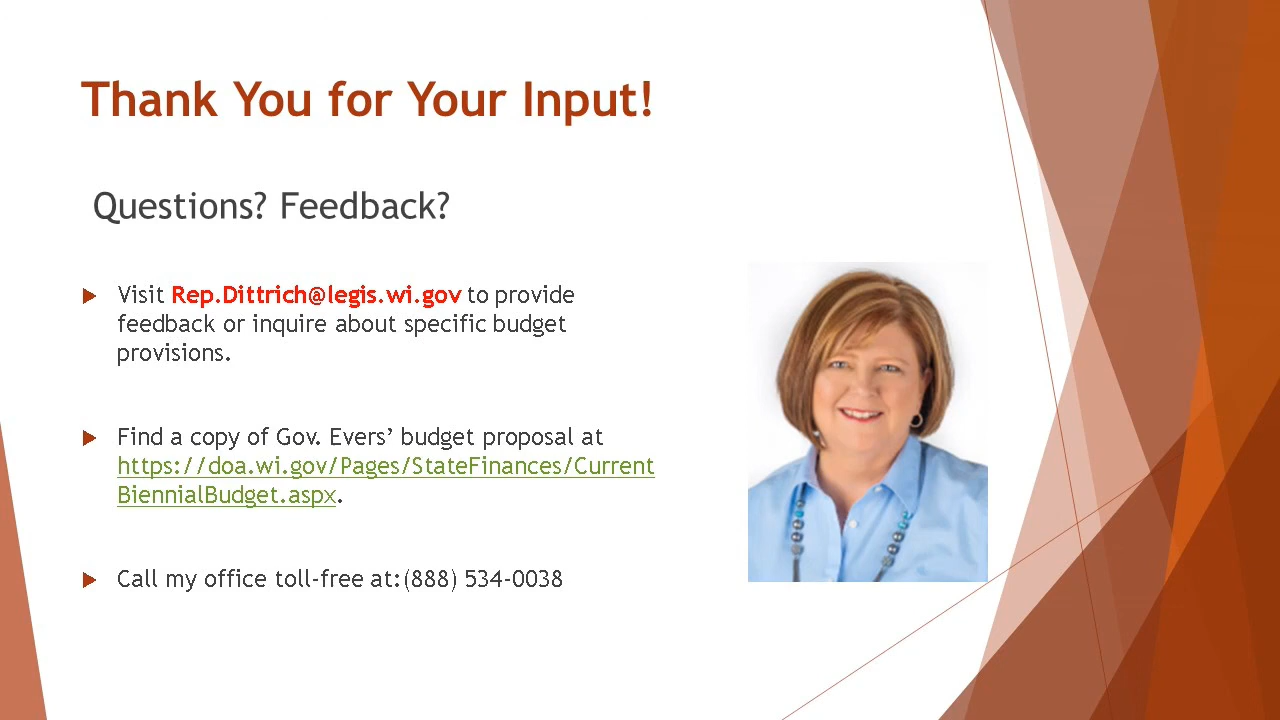 Thank You for Your Input!
Questions? Feedback?
Visit Rep.Dittrich@legis.wi.gov to provide
feedback or inquire about specific budget
provisions.
Find a copy of Gov. Evers’ budget proposal at
https://doa.wi.gov/Pages/StateFinances/Current
BiennialBudget.aspx.
Call my office toll-free at:(888) 534-0038